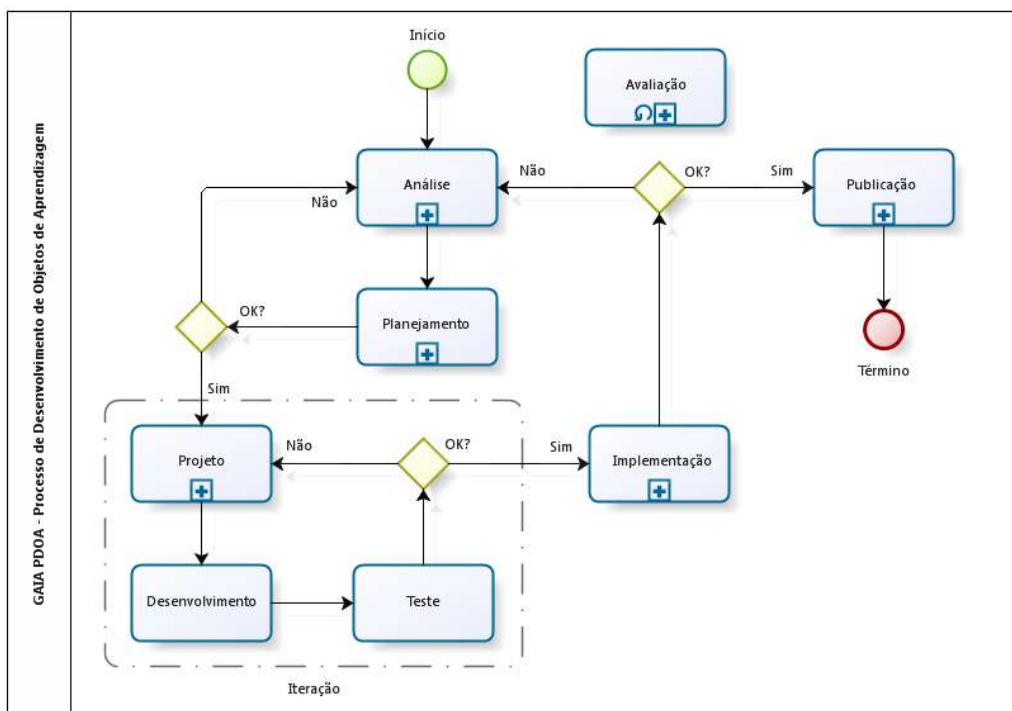 GAIA PDOA - Processo de Desenvolvimento de Objetos de Aprendizagem
Início
Avaliação
Análise
Não
OK?
Sim
Publicação
Não
OK?
Planejamento
Término
Sim
Projeto
Não
OK?
Sim
Implementação
Desenvolvimento
Teste
Iteração